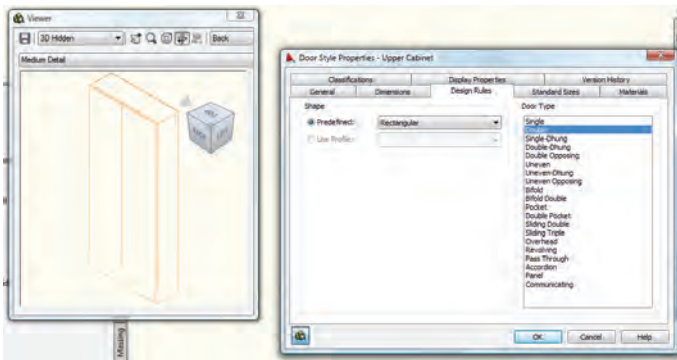 Viewer
3D Hidden
Back
Medium Detail
BACK
LEFT
Massing
Door Style Properties - Upper Cabinet
Classifications
Display Properties
Version History
General
Dimensions
Design Rules
Standard Sizes
Materials
Shape
Predefined:
Rectangular
Use Profile:
Door Type
Single
Double
Single-Dhung
Double-Dhung
Double Opposing
Uneven
Uneven-Dhung
Uneven Opposing
Bifold
Bifold Double
Pocket
Double Pocket
Sliding Double
Sliding Triple
Overhead
Revolving
Pass Through
Accordion
Panel
Communicating
OK
Cancel
Help